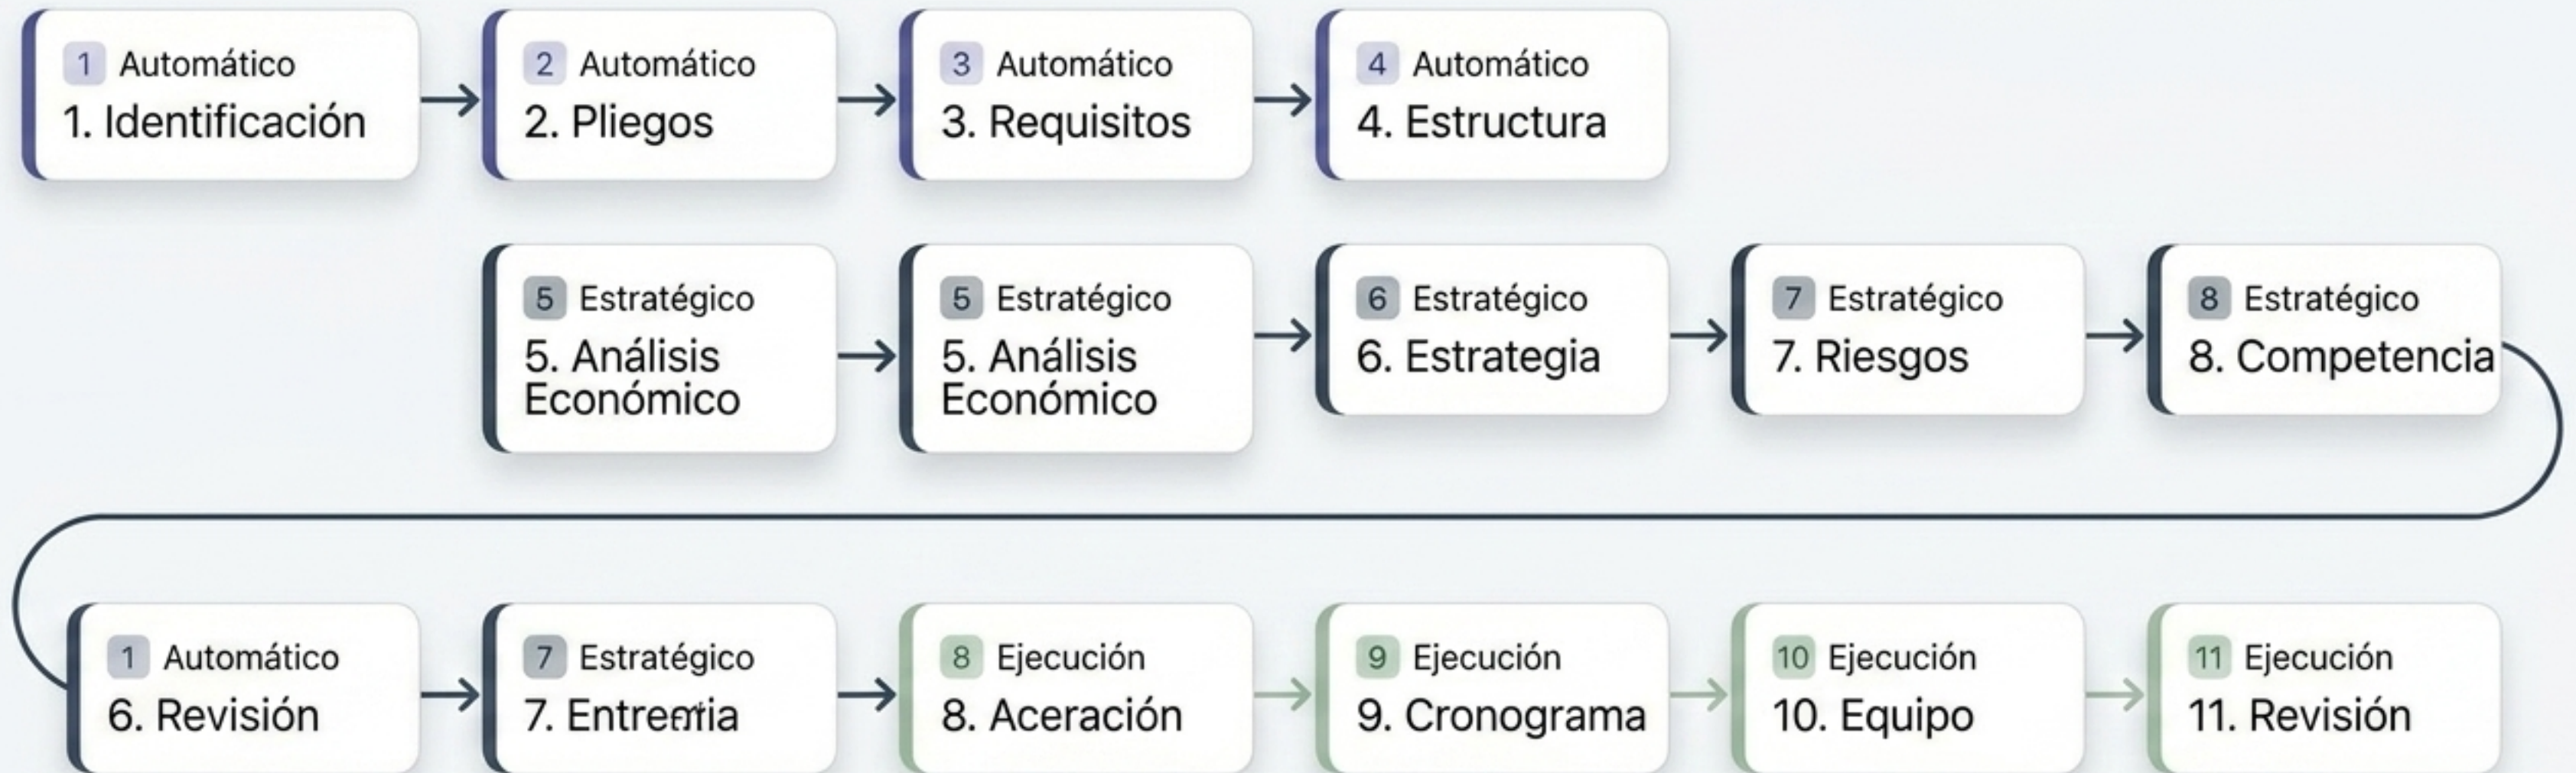 1 Automático
1. Identificación
2 Automático
2. Pliegos
3 Automático
3. Requisitos
4 Automático
4. Estructura
5 Estratégico
5. Análisis
Económico
5 Estratégico
5. Análisis
Económico
6 Estratégico
6. Estrategia
7 Estratégico
7. Riesgos
8 Estratégico
8. Competencia
1 Automático
6. Revisión
7 Estratégico
7.
8 Ejecución
8. Aceración
9 Ejecución
9. Cronograma
10 Ejecución
10. Equipo
11 Ejecución
11. Revisión